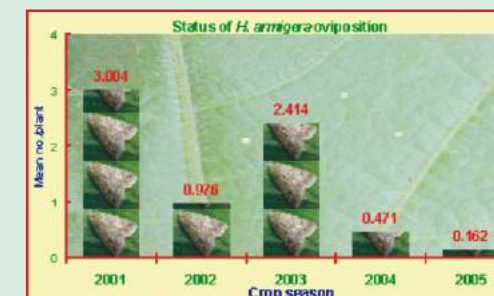 Status of H. armigera oviposition
4
3
2
1
0
Mean no./plant
3.004
0.976
2.414
0.471
0.162
2001 2002 2003 2004 2005
Crop season